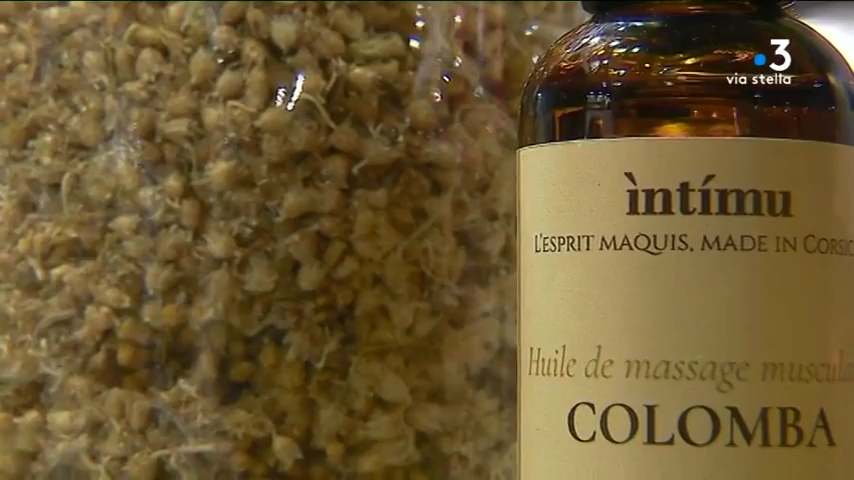 3
via stella
ìntímu
L'ESPRIT MAQUIS, MADE IN CORSIC
Huile de massage muscula
COLOMBA